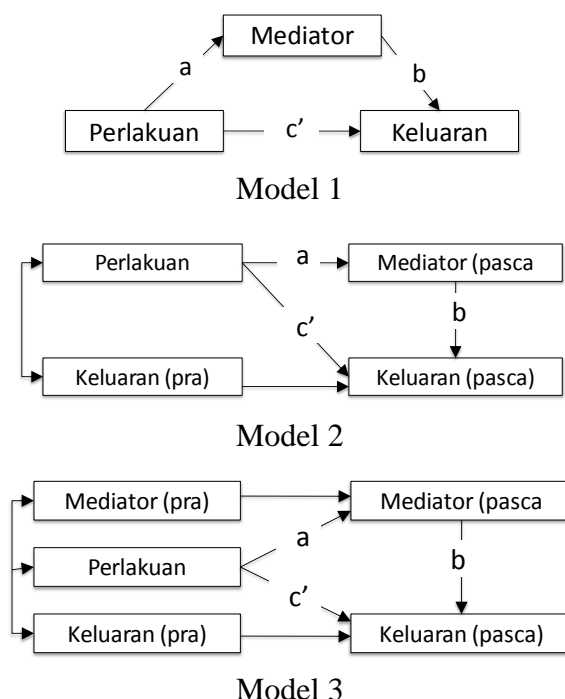 Mediator
a
b
Perlakuan
c'
Keluaran
Model 1
Perlakuan
a
Mediator (pasca
c'
b
Keluaran (pra)
Keluaran (pasca)
Model 2
Mediator (pra)
Mediator (pasca
a
Perlakuan
b
c'
Keluaran (pra)
Keluaran (pasca)
Model 3